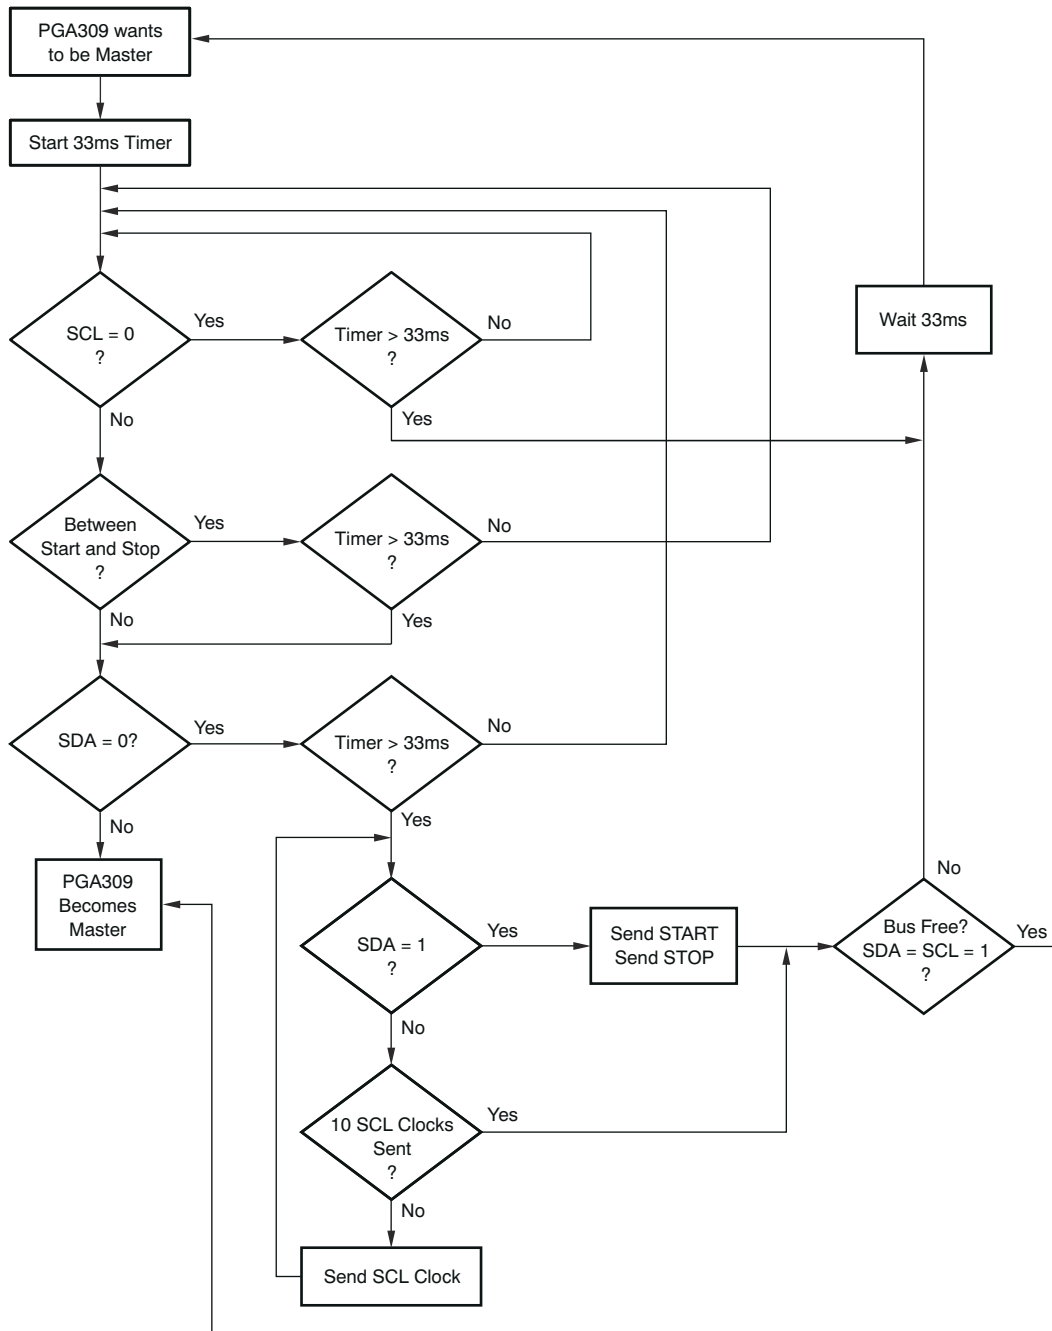 PGA309 wants
to be Master
Start 33ms Timer
SCL = 0
?
Yes
Timer > 33ms
?
No
Wait 33ms
No
Yes
Between
Start and Stop
?
Yes
Timer > 33ms
?
No
No
Yes
SDA = 0?
Yes
Timer > 33ms
?
No
No
Yes
PGA309
Becomes
Master
SDA = 1
?
Yes
Send START
Send STOP
No
Bus Free?
SDA = SCL = 1
?
Yes
No
10 SCL Clocks
Sent
?
Yes
No
Send SCL Clock